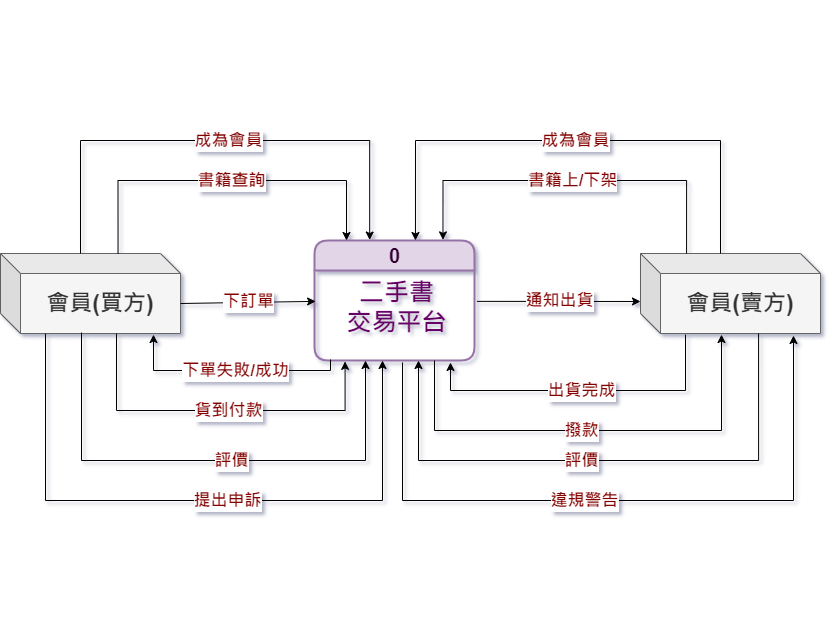 成為會員
成為會員
書籍查詢
書籍上/下架
0
二手書
交易平台
會員(買方)
會員(賣方)
下訂單
通知出貨
下單失敗/成功
出貨完成
貨到付款
撥款
評價
評價
提出申訴
違規警告